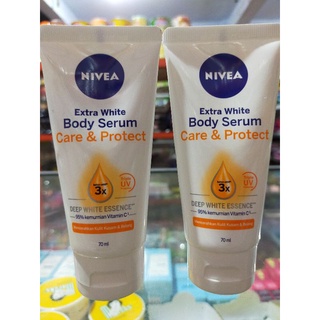 NIVEA
Extra White
Body Serum
Care & Protect
3x
UV
DEEP WHITE ESSENCE
95% kemurnian Vitamin C
70 ml
NIVEA
Extra White
Body Serum
Care & Protect
3x
UV
DEEP WHITE ESSENCE
95% kemurnian Vitamin C
70 ml